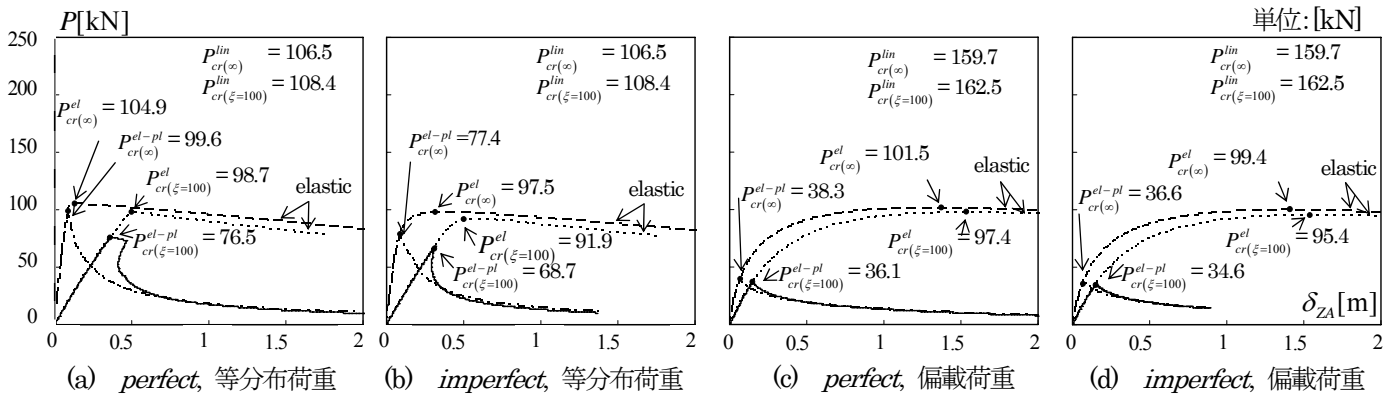 P[kN]
単位:[kN]
250
200
150
100
50
0
P^{lin}_{cr(∞)} = 106.5
P^{lin}_{cr(ξ=100)} = 108.4
P^{el}_{cr(∞)} = 104.9
P^{el-pl}_{cr(∞)} = 99.6
P^{el}_{cr(ξ=100)} = 98.7
elastic
P^{el-pl}_{cr(ξ=100)} = 76.5
0 0.5 1 1.5 2
(a) perfect, 等分布荷重
P^{lin}_{cr(∞)} = 106.5
P^{lin}_{cr(ξ=100)} = 108.4
P^{el-pl}_{cr(∞)} =77.4
P^{el}_{cr(∞)} = 97.5
elastic
P^{el}_{cr(ξ=100)} = 91.9
P^{el-pl}_{cr(ξ=100)} = 68.7
0 0.5 1 1.5 2
(b) imperfect, 等分布荷重
P^{lin}_{cr(∞)} = 159.7
P^{lin}_{cr(ξ=100)} = 162.5
P^{el}_{cr(∞)} = 101.5
elastic
P^{el-pl}_{cr(∞)} = 38.3
P^{el}_{cr(ξ=100)} = 97.4
P^{el-pl}_{cr(ξ=100)} = 36.1
0 0.5 1 1.5 2
(c) perfect, 偏載荷重
P^{lin}_{cr(∞)} = 159.7
P^{lin}_{cr(ξ=100)} = 162.5
P^{el}_{cr(∞)} = 99.4
elastic
P^{el-pl}_{cr(∞)} = 36.6
P^{el}_{cr(ξ=100)} = 95.4
P^{el-pl}_{cr(ξ=100)} = 34.6
δ_{ZA}[m]
0 0.5 1 1.5 2
(d) imperfect, 偏載荷重